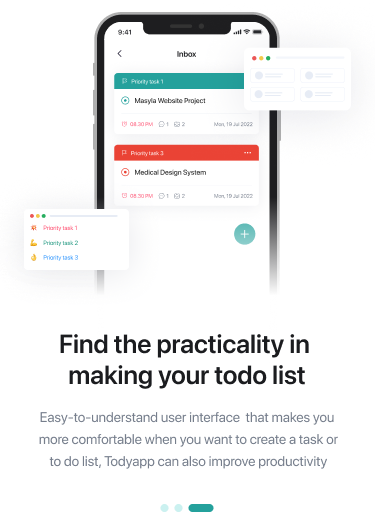 9:41
Inbox
Priority task 1
Masyla Website Project
08.30 PM 1 2 Mon, 19 Jul 2022
Priority task 3
Medical Design System
08.30 PM 1 2 Mon, 19 Jul 2022
Priority task 1
Priority task 2
Priority task 3
Find the practicality in
making your todo list
Easy-to-understand user interface that makes you
more comfortable when you want to create a task or
to do list, Todyapp can also improve productivity